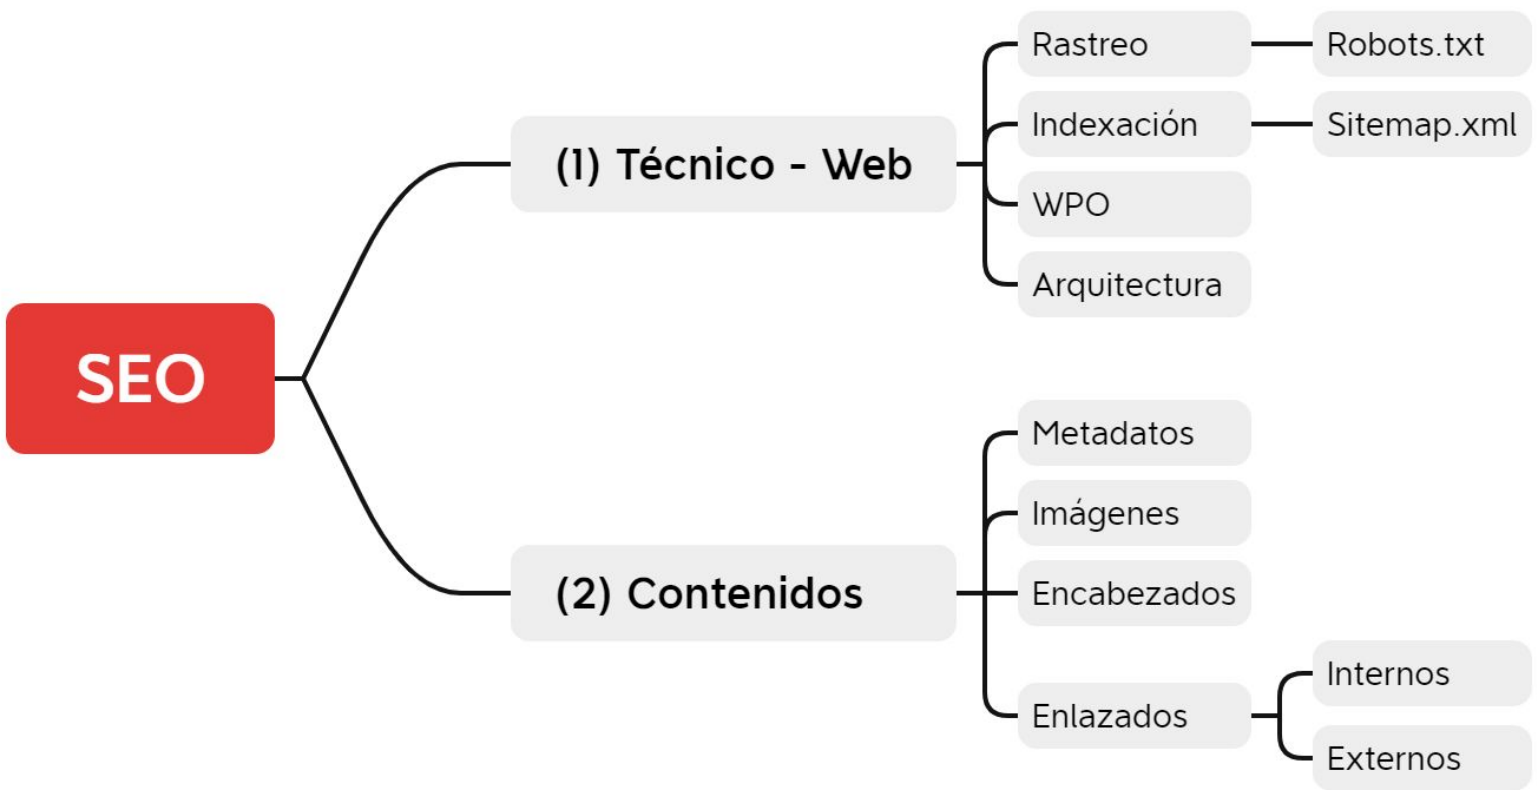 SEO
(1) Técnico - Web
Rastreo
Robots.txt
Indexación
Sitemap.xml
WPO
Arquitectura
(2) Contenidos
Metadatos
Imágenes
Encabezados
Enlazados
Internos
Externos